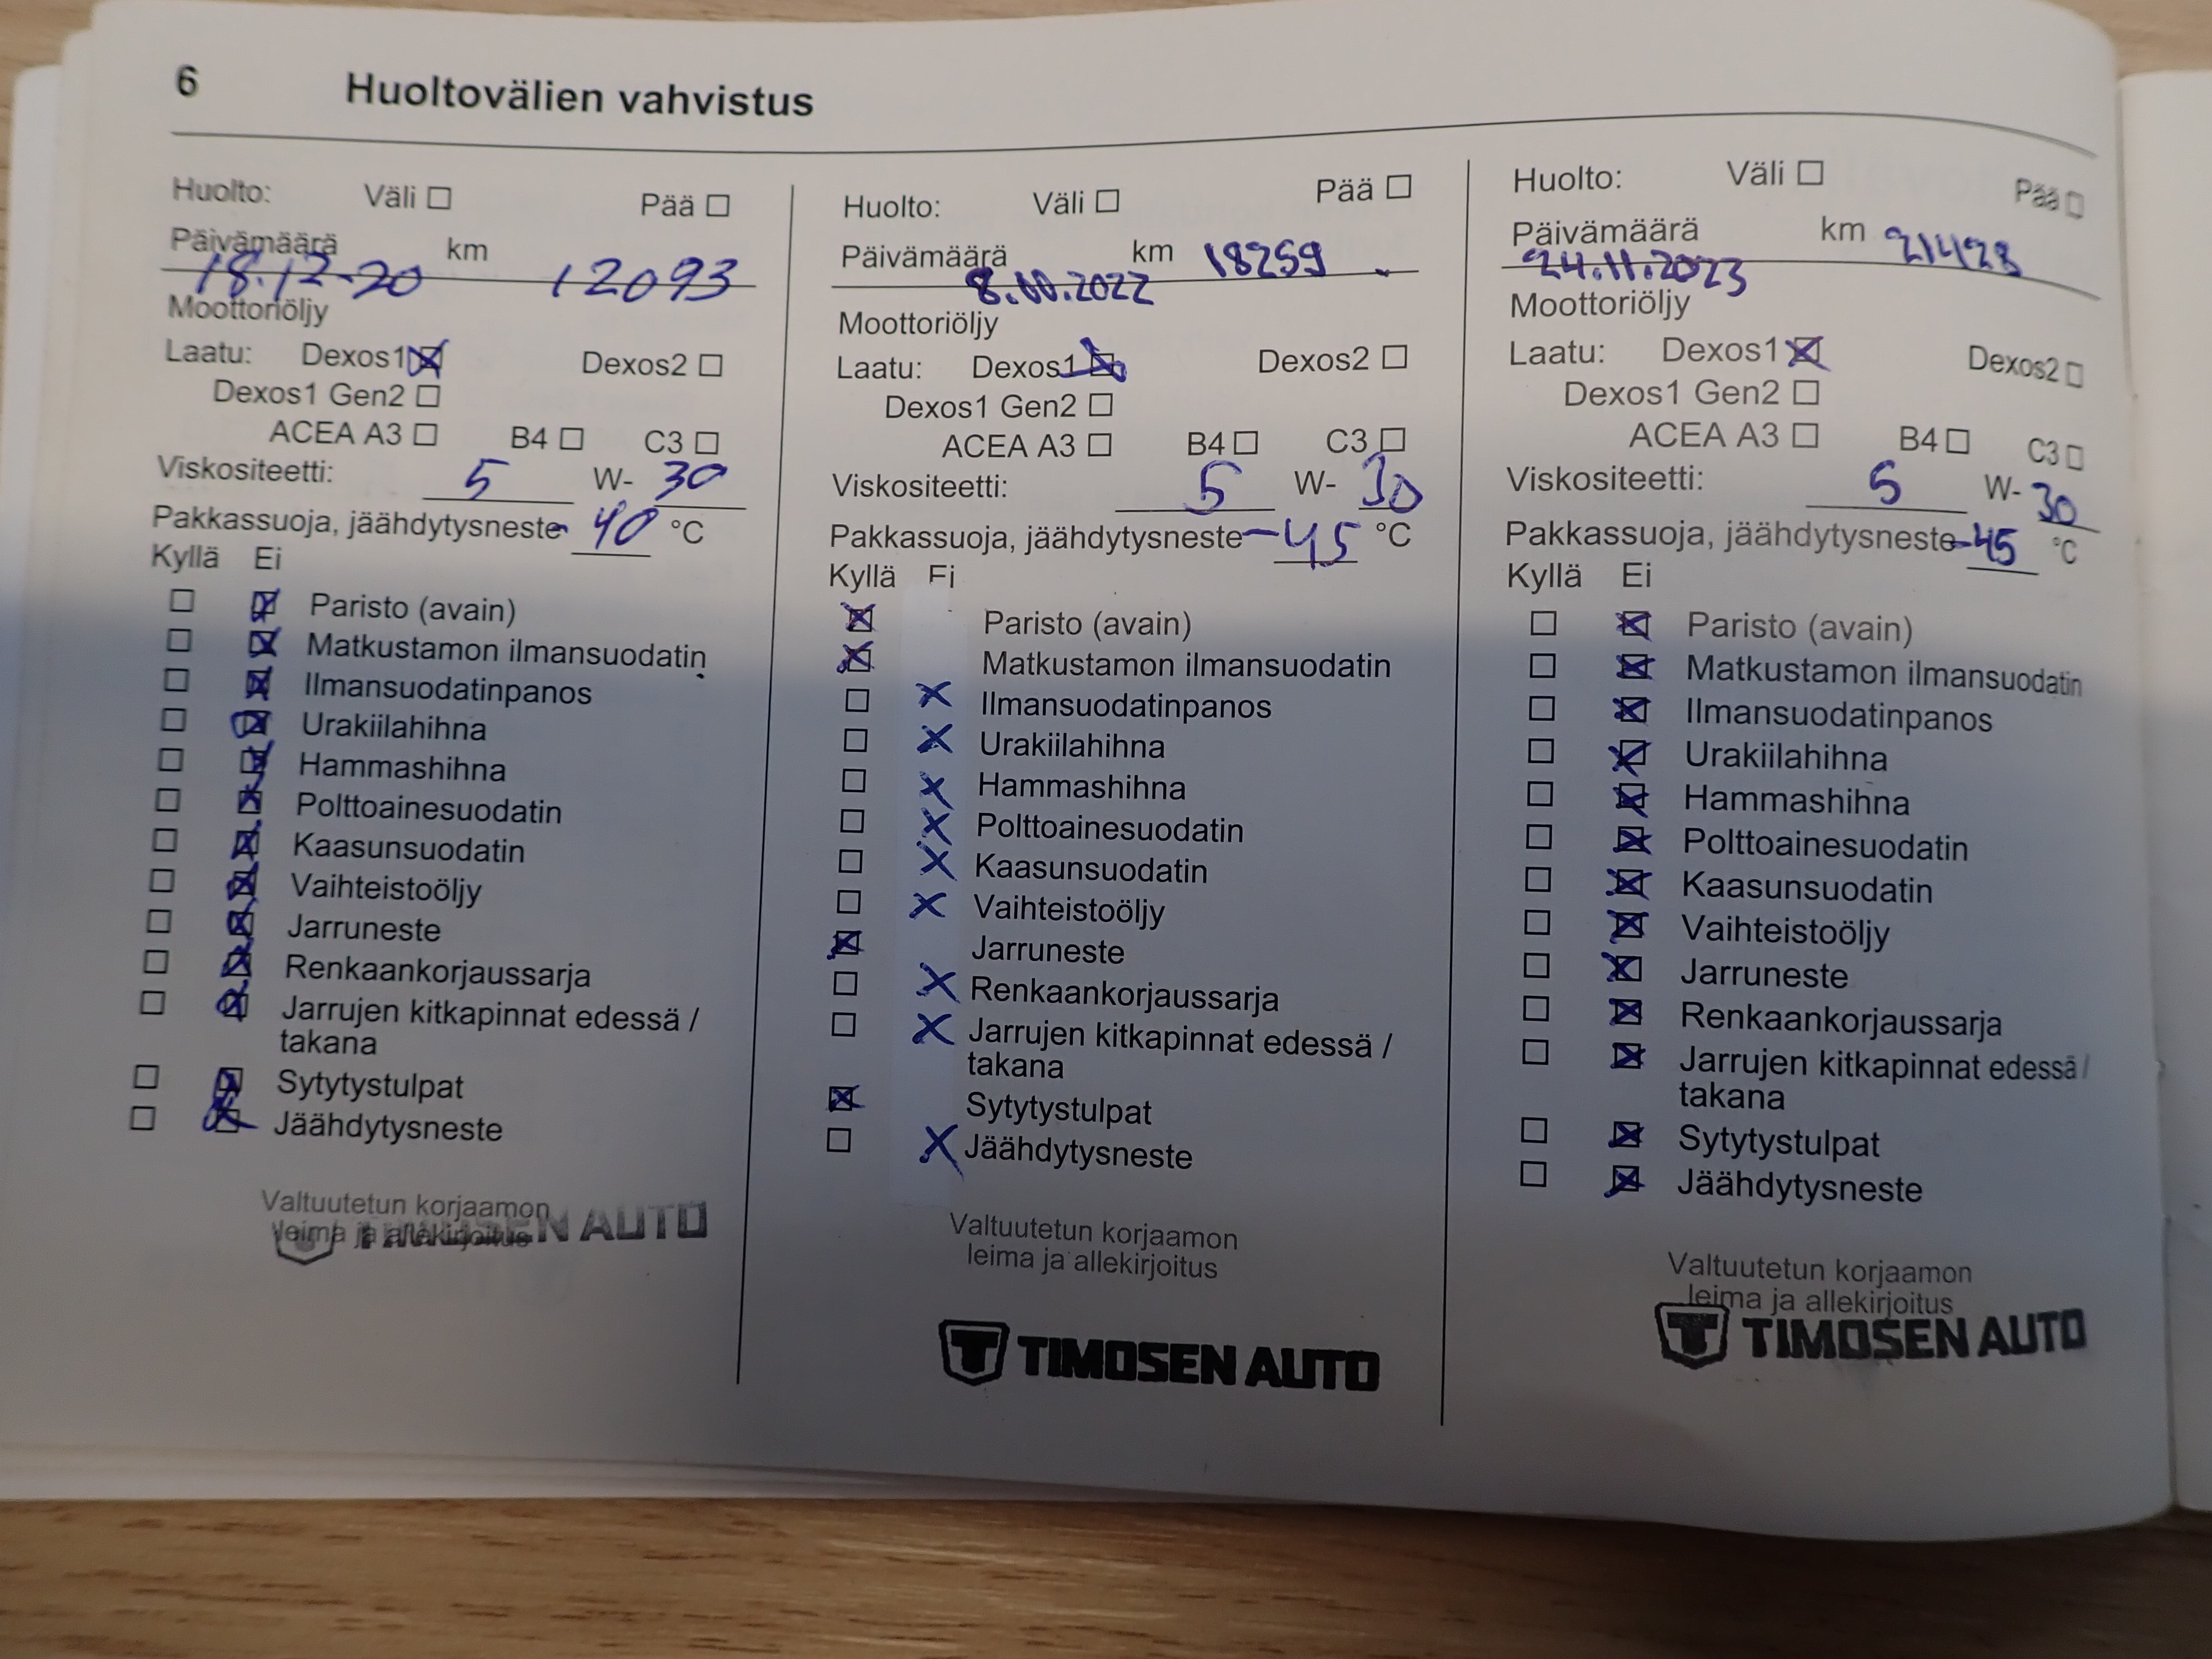 6 Huoltovälien vahvistus
Huolto: Väli ☐ Pää ☐
Päivämäärä km
18.12-20 12093
Moottoriöljy
Laatu: Dexos1 ☒ Dexos2 ☐
Dexos1 Gen2 ☐
ACEA A3 ☐ B4 ☐ C3 ☐
Viskositeetti: 5 W- 30
Pakkassuoja, jäähdytysneste -40 °C
Kyllä Ei
☐ ☒ Paristo (avain)
☐ ☒ Matkustamon ilmansuodatin
☐ ☒ Ilmansuodatinpanos
☐ ☒ Urakiilahihna
☐ ☒ Hammashihna
☐ ☒ Polttoainesuodatin
☐ ☒ Kaasunsuodatin
☐ ☒ Vaihteistoöljy
☐ ☒ Jarruneste
☐ ☒ Renkaankorjaussarja
☐ ☒ Jarrujen kitkapinnat edessä /
takana
☐ ☒ Sytytystulpat
☐ ☒ Jäähdytysneste
Valtuutetun korjaamon
leima ja allekirjoitus
TIMOSEN AUTO
Huolto: Väli ☐ Pää ☐
Päivämäärä km 18259
8.10.2022
Moottoriöljy
Laatu: Dexos1 ☒ Dexos2 ☐
Dexos1 Gen2 ☐
ACEA A3 ☐ B4 ☐ C3 ☐
Viskositeetti: 5 W- 30
Pakkassuoja, jäähdytysneste -45 °C
Kyllä Ei
☒ Paristo (avain)
☒ Matkustamon ilmansuodatin
☐ X Ilmansuodatinpanos
☐ X Urakiilahihna
☐ X Hammashihna
☐ X Polttoainesuodatin
☐ X Kaasunsuodatin
☐ X Vaihteistoöljy
☒ Jarruneste
☐ X Renkaankorjaussarja
☐ X Jarrujen kitkapinnat edessä /
takana
☒ Sytytystulpat
☐ X Jäähdytysneste
Valtuutetun korjaamon
leima ja allekirjoitus
T TIMOSEN AUTO
Huolto: Väli ☐ Pää ☐
Päivämäärä km 21428
24.11.2023
Moottoriöljy
Laatu: Dexos1 ☒ Dexos2 ☐
Dexos1 Gen2 ☐
ACEA A3 ☐ B4 ☐ C3 ☐
Viskositeetti: 5 W- 30
Pakkassuoja, jäähdytysneste -45 °C
Kyllä Ei
☐ ☒ Paristo (avain)
☐ ☒ Matkustamon ilmansuodatin
☐ ☒ Ilmansuodatinpanos
☐ ☒ Urakiilahihna
☐ ☒ Hammashihna
☐ ☒ Polttoainesuodatin
☐ ☒ Kaasunsuodatin
☐ ☒ Vaihteistoöljy
☐ ☒ Jarruneste
☐ ☒ Renkaankorjaussarja
☐ ☒ Jarrujen kitkapinnat edessä /
takana
☐ ☒ Sytytystulpat
☐ ☒ Jäähdytysneste
Valtuutetun korjaamon
leima ja allekirjoitus
T TIMOSEN AUTO